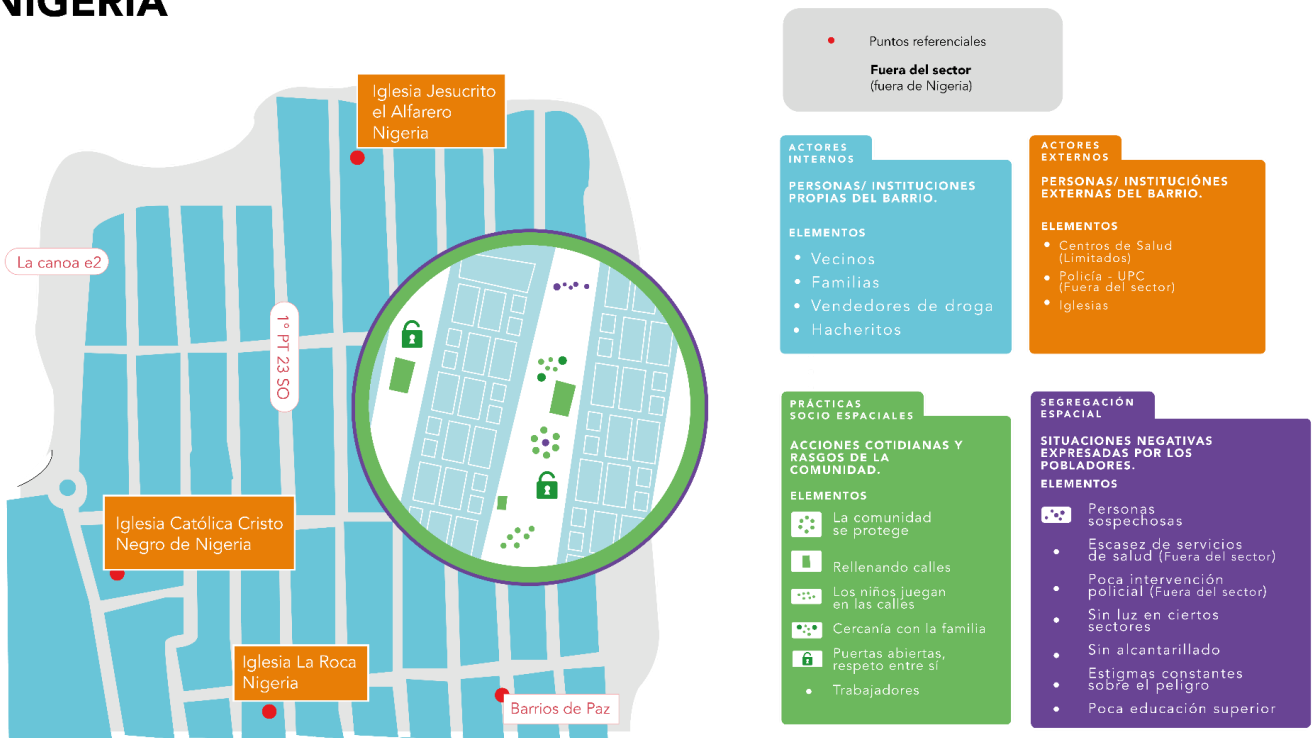 NIGERIA
Iglesia Jesucrito
el Alfarero
Nigeria
La canoa e2
1° PT 23 SO
Iglesia Católica Cristo
Negro de Nigeria
Iglesia La Roca
Nigeria
Barrios de Paz
Puntos referenciales
Fuera del sector
(fuera de Nigeria)
ACTORES
INTERNOS
PERSONAS/ INSTITUCIONES
PROPIAS DEL BARRIO.
ELEMENTOS
Vecinos
Familias
Vendedores de droga
Hacheritos
ACTORES
EXTERNOS
PERSONAS/ INSTITUCIÓNES
EXTERNAS DEL BARRIO.
ELEMENTOS
Centros de Salud
(Limitados)
Policía - UPC
(Fuera del sector)
Iglesias
PRÁCTICAS
SOCIO ESPACIALES
ACCIONES COTIDIANAS Y
RASGOS DE LA
COMUNIDAD.
ELEMENTOS
La comunidad
se protege
Rellenando calles
Los niños juegan
en las calles
Cercanía con la familia
Puertas abiertas,
respeto entre sí
Trabajadores
SEGREGACIÓN
ESPACIAL
SITUACIONES NEGATIVAS
EXPRESADAS POR LOS
POBLADORES.
ELEMENTOS
Personas
sospechosas
Escasez de servicios
de salud (Fuera del sector)
Poca intervención
policial (Fuera del sector)
Sin luz en ciertos
sectores
Sin alcantarillado
Estigmas constantes
sobre el peligro
Poca educación superior